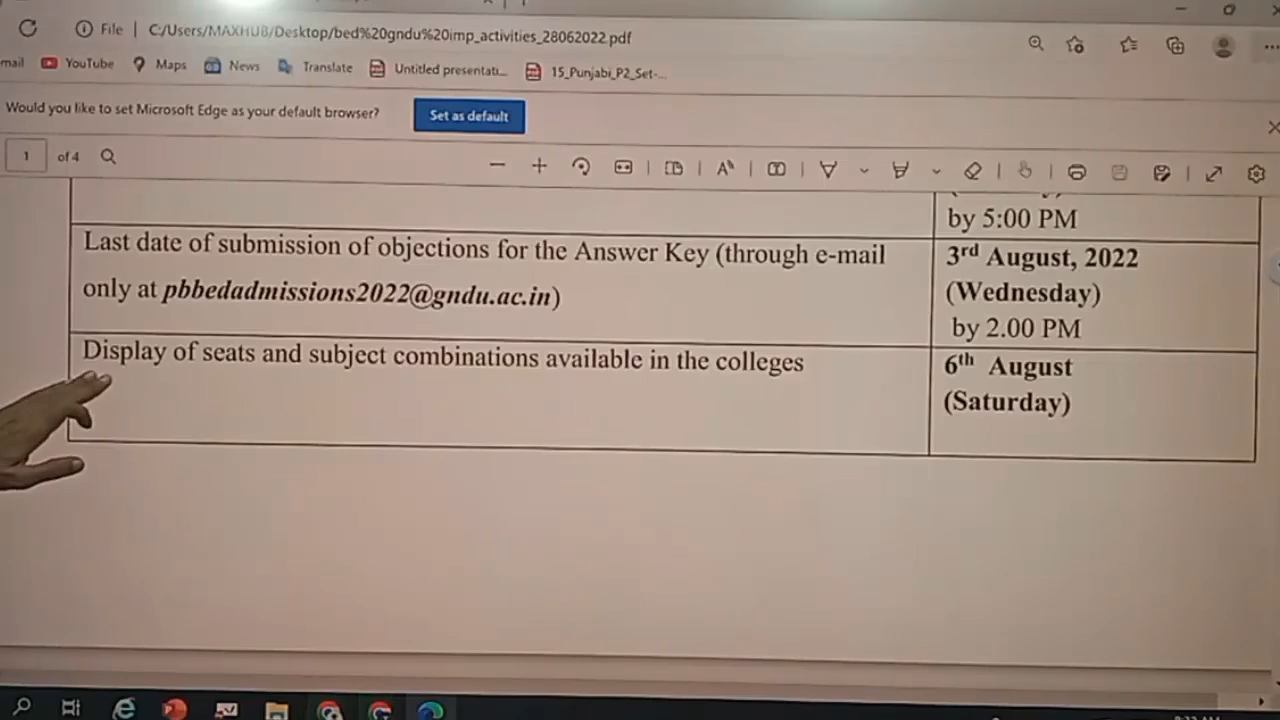 File | C:/Users/MAXHUB/Desktop/bed%20gndu%20imp_activities_28062022.pdf
mail YouTube Maps News Translate Untitled presentati... 15_Punjabi_P2_Set-...
Would you like to set Microsoft Edge as your default browser? Set as default
1 of 4
by 5:00 PM
Last date of submission of objections for the Answer Key (through e-mail
only at pbbedadmissions2022@gndu.ac.in)
3rd August, 2022
(Wednesday)
by 2.00 PM
Display of seats and subject combinations available in the colleges
6th August
(Saturday)